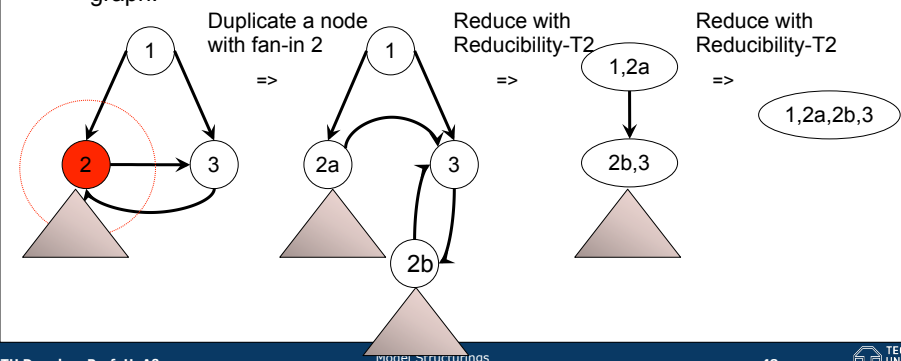 graph.
Duplicate a node
with fan-in 2
=>
Reduce with
Reducibility-T2
=>
Reduce with
Reducibility-T2
=>
1
2
3
1
2a
3
2b
1,2a
2b,3
1,2a,2b,3
Model Structurings